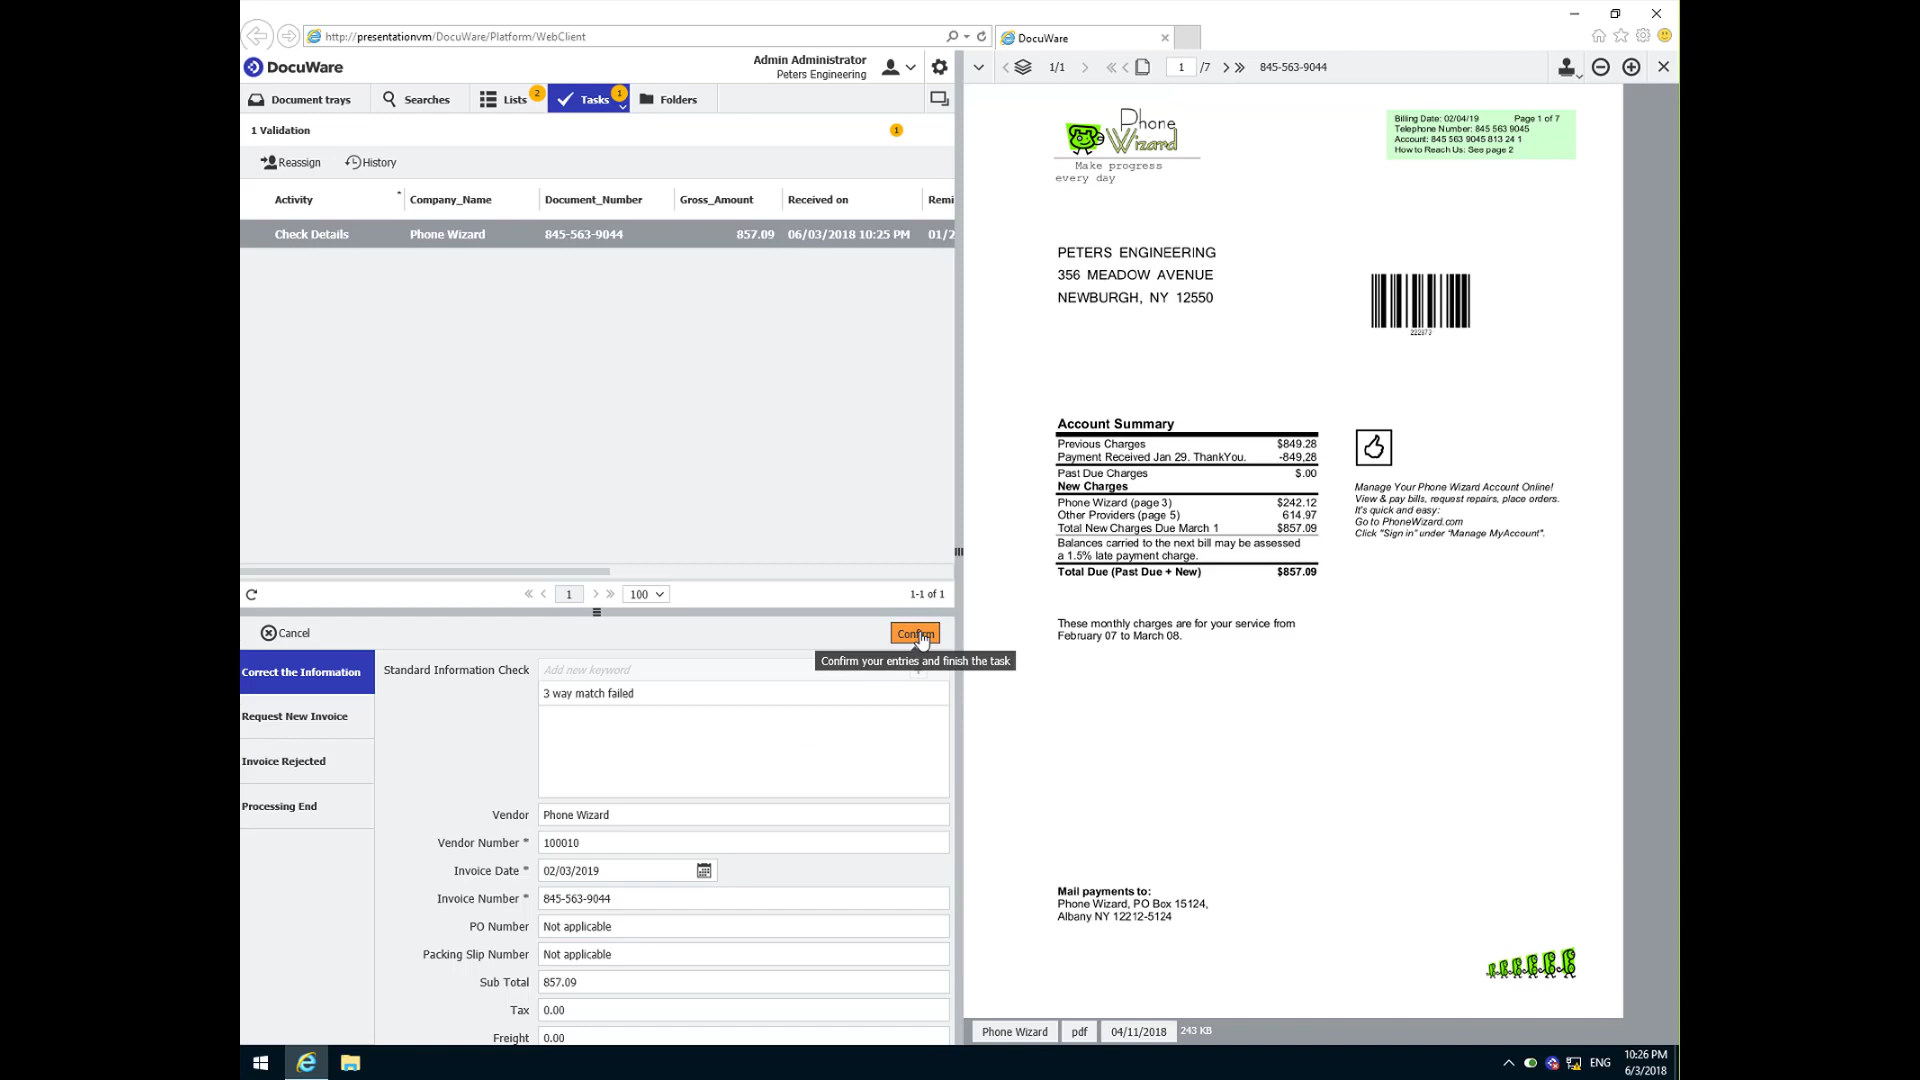 http://presentationvm/DocuWare/Platform/WebClient
DocuWare
DocuWare
Admin Administrator
Peters Engineering
Document trays
Searches
Lists
2
Tasks
1
Folders
1 Validation
1
Reassign
History
Activity
Company_Name
Document_Number
Gross_Amount
Received on
Remi
Check Details
Phone Wizard
845-563-9044
857.09
06/03/2018 10:25 PM
01/2
1
100
1-1 of 1
Cancel
Confirm
Confirm your entries and finish the task
Correct the Information
Request New Invoice
Invoice Rejected
Processing End
Standard Information Check
Add new keyword
3 way match failed
Vendor
Phone Wizard
Vendor Number *
100010
Invoice Date *
02/03/2019
Invoice Number *
845-563-9044
PO Number
Not applicable
Packing Slip Number
Not applicable
Sub Total
857.09
Tax
0.00
Freight
0.00
1/1
1
/7
845-563-9044
Phone
Wizard
Make progress
every day
Billing Date: 02/04/19 Page 1 of 7
Telephone Number: 845 563 9045
Account: 845 563 9045 813 24 1
How to Reach Us: See page 2
PETERS ENGINEERING
356 MEADOW AVENUE
NEWBURGH, NY 12550
222873
Account Summary
Previous Charges $849.28
Payment Received Jan 29. ThankYou. -849,28
Past Due Charges $.00
New Charges
Phone Wizard (page 3) $242.12
Other Providers (page 5) 614.97
Total New Charges Due March 1 $857.09
Balances carried to the next bill may be assessed
a 1.5% late payment charge.
Total Due (Past Due + New) $857.09
Manage Your Phone Wizard Account Online!
View & pay bills, request repairs, place orders.
It's quick and easy:
Go to PhoneWizard.com
Click "Sign in" under "Manage MyAccount".
These monthly charges are for your service from
February 07 to March 08.
Mail payments to:
Phone Wizard, PO Box 15124,
Albany NY 12212-5124
Phone Wizard
pdf
04/11/2018
243 KB
ENG
10:26 PM
6/3/2018